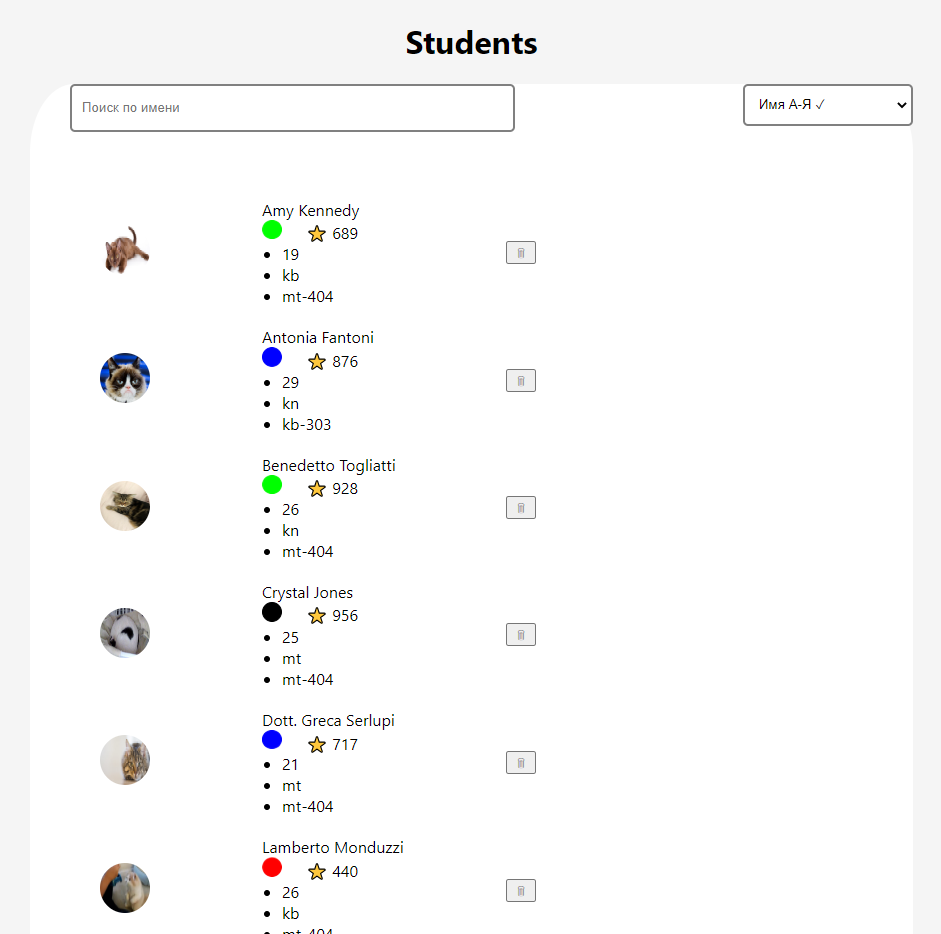 Students
Поиск по имени
Имя А-Я ✓
Amy Kennedy
689
19
kb
mt-404
Antonia Fantoni
876
29
kn
kb-303
Benedetto Togliatti
928
26
kn
mt-404
Crystal Jones
956
25
mt
mt-404
Dott. Greca Serlupi
717
21
mt
mt-404
Lamberto Monduzzi
440
26
kb
mt-404